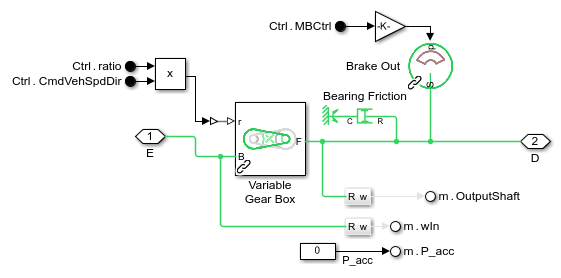 Ctrl.MBCtrl
-K-
P
Brake Out
S
Ctrl.ratio
Ctrl.CmdVehSpdDir
x
Bearing Friction
C R
r
1
E
B
F
2
D
Variable
Gear Box
R w
m.OutputShaft
R w
m.wIn
0
P_acc
m.P_acc